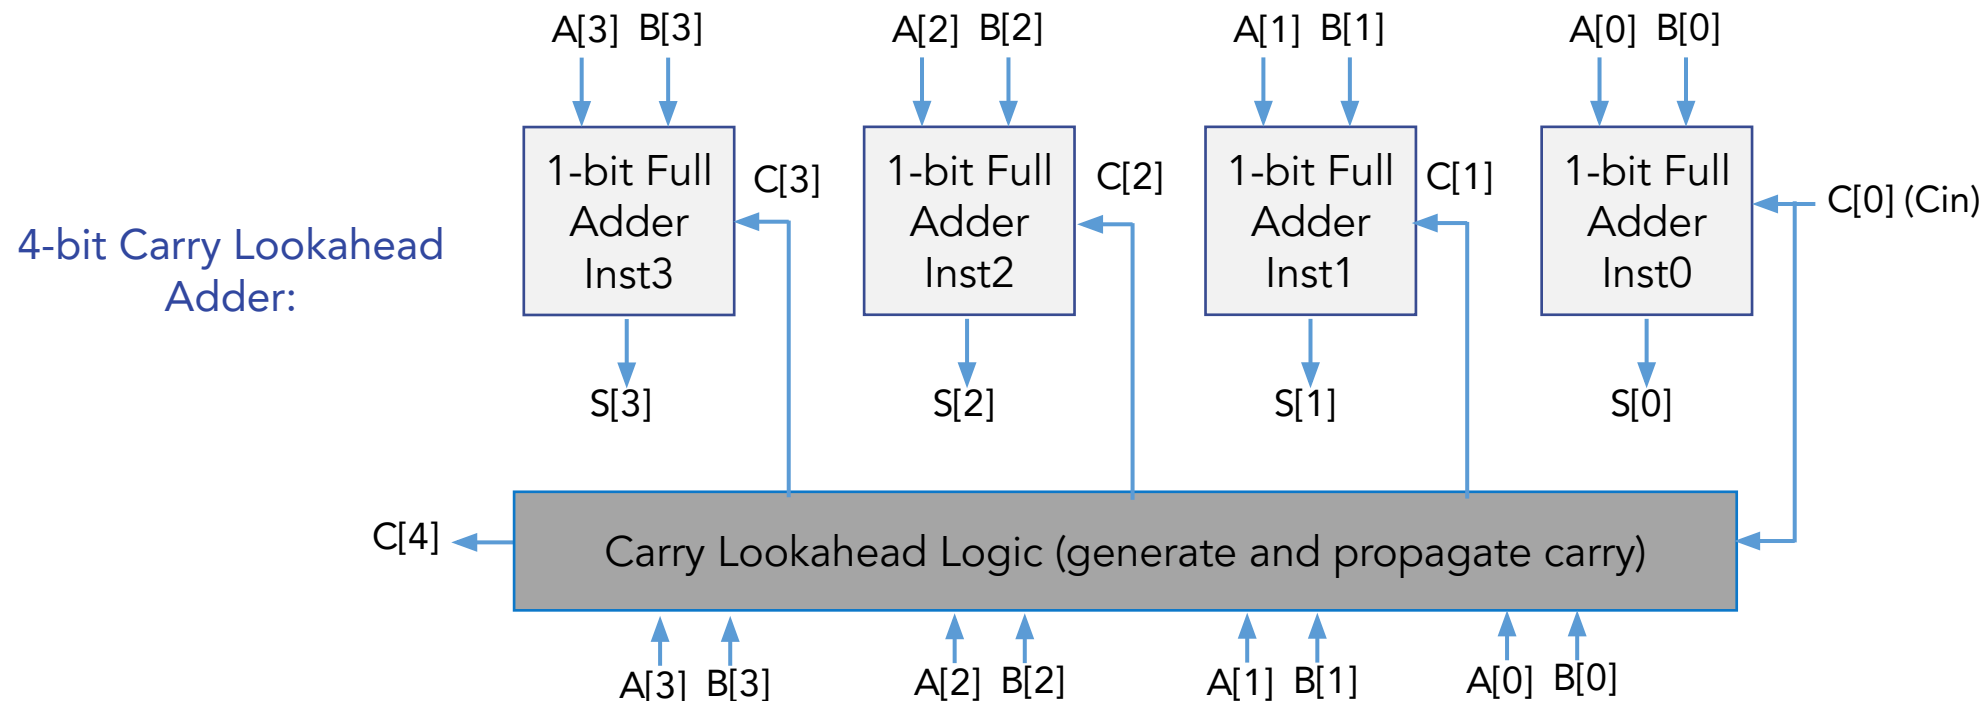 A[3] B[3] A[2] B[2] A[1] B[1] A[0] B[0]
4-bit Carry Lookahead
Adder:
1-bit Full
Adder
Inst3
C[3]
1-bit Full
Adder
Inst2
C[2]
1-bit Full
Adder
Inst1
C[1]
1-bit Full
Adder
Inst0
C[0] (Cin)
S[3] S[2] S[1] S[0]
C[4]
Carry Lookahead Logic (generate and propagate carry)
A[3] B[3] A[2] B[2] A[1] B[1] A[0] B[0]